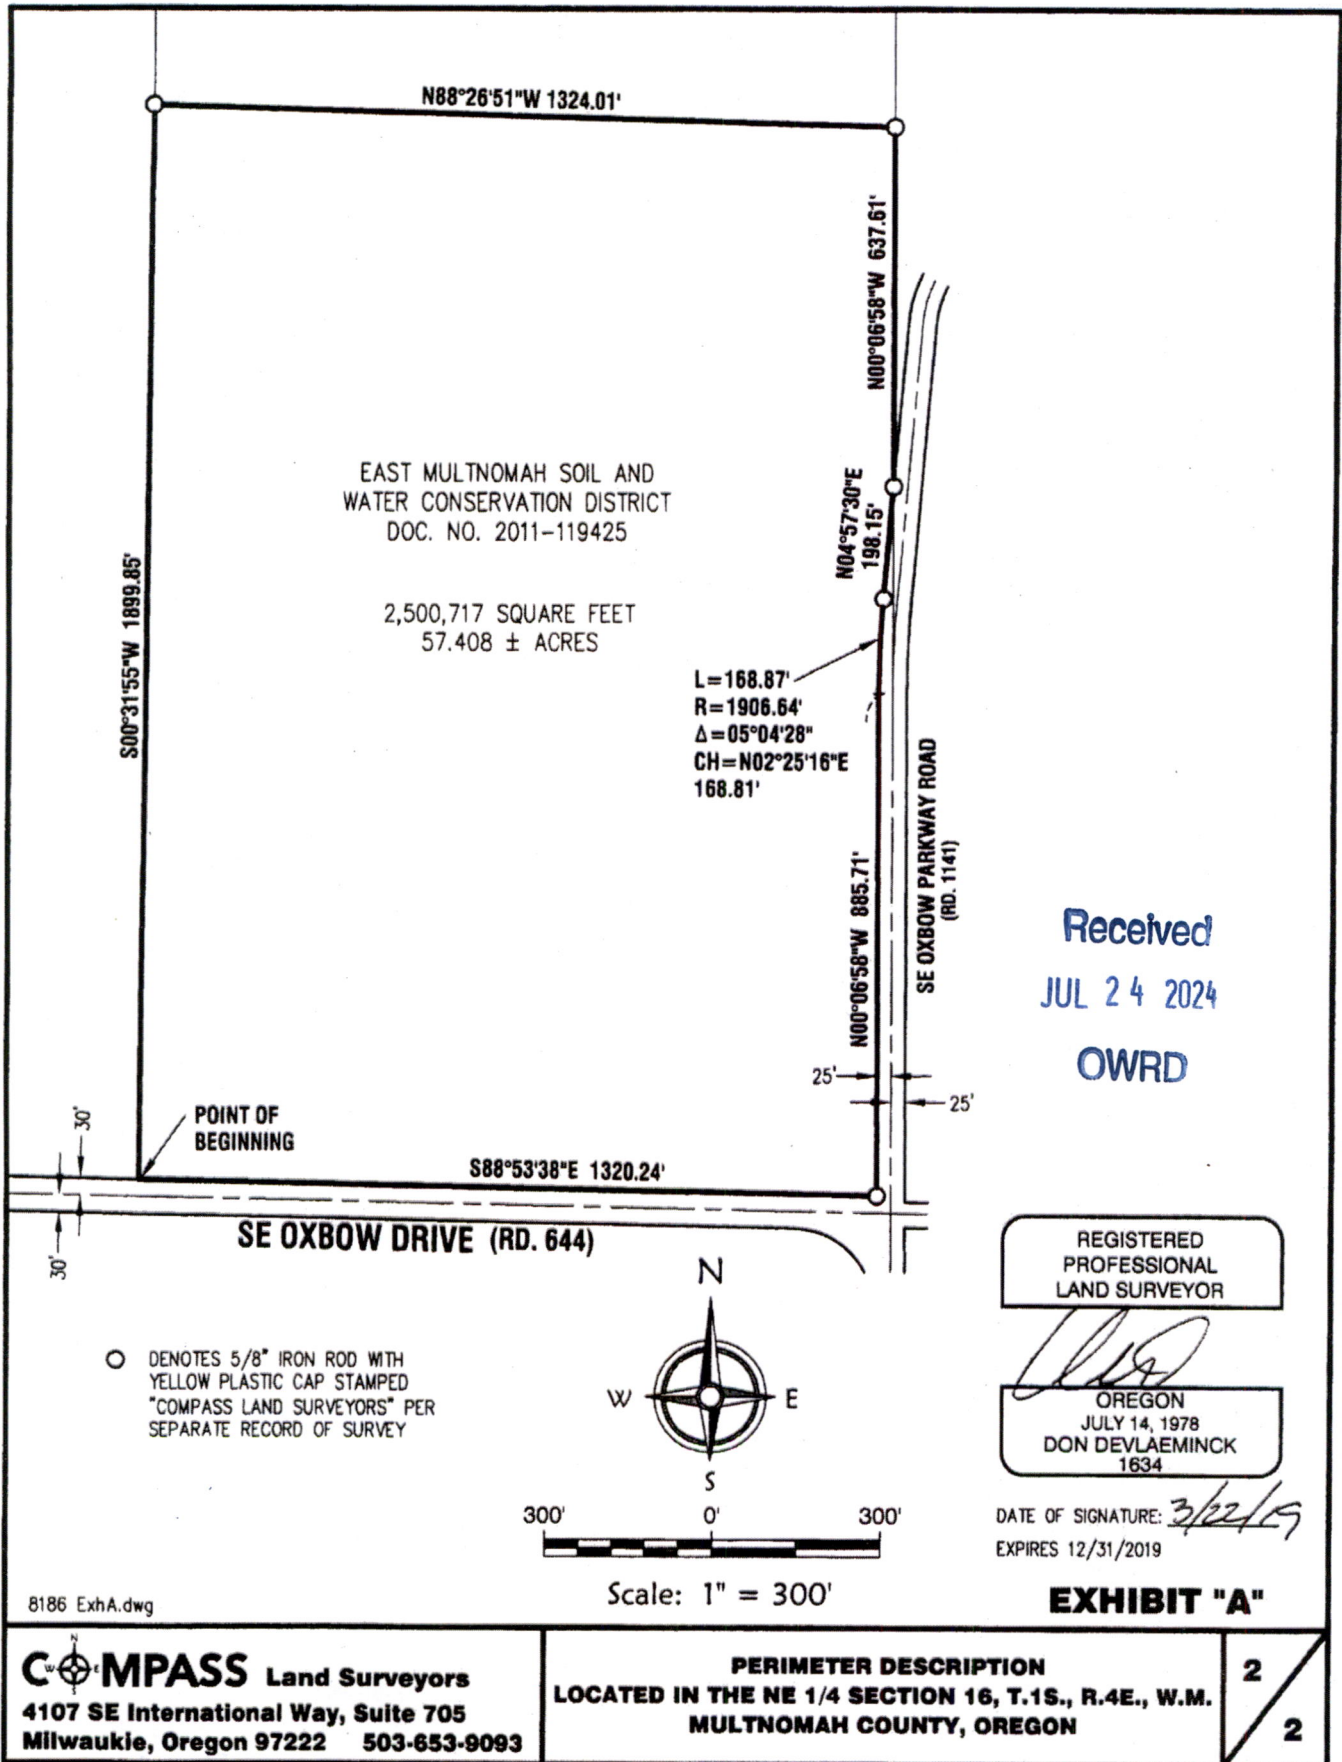 N88°26'51"W 1324.01'
N00°06'58"W 637.61'
EAST MULTNOMAH SOIL AND
WATER CONSERVATION DISTRICT
DOC. NO. 2011-119425
2,500,717 SQUARE FEET
57.408 ± ACRES
S00°31'55"W 1899.85'
N04°57'30"E
198.15'
L=168.87'
R=1906.64'
Δ=05°04'28"
CH=N02°25'16"E
168.81'
SE OXBOW PARKWAY ROAD
(RD. 1141)
N00°06'58"W 885.71'
Received
JUL 24 2024
OWRD
25'
25'
30'
POINT OF
BEGINNING
S88°53'38"E 1320.24'
30'
SE OXBOW DRIVE (RD. 644)
REGISTERED
PROFESSIONAL
LAND SURVEYOR
OREGON
JULY 14, 1978
DON DEVLAEMINCK
1634
DENOTES 5/8" IRON ROD WITH
YELLOW PLASTIC CAP STAMPED
"COMPASS LAND SURVEYORS" PER
SEPARATE RECORD OF SURVEY
N
W E
S
300' 0' 300'
Scale: 1" = 300'
DATE OF SIGNATURE: 3/22/19
EXPIRES 12/31/2019
8186 ExhA.dwg
EXHIBIT "A"
COMPASS Land Surveyors
4107 SE International Way, Suite 705
Milwaukie, Oregon 97222 503-653-9093
PERIMETER DESCRIPTION
LOCATED IN THE NE 1/4 SECTION 16, T.1S., R.4E., W.M.
MULTNOMAH COUNTY, OREGON
2
2